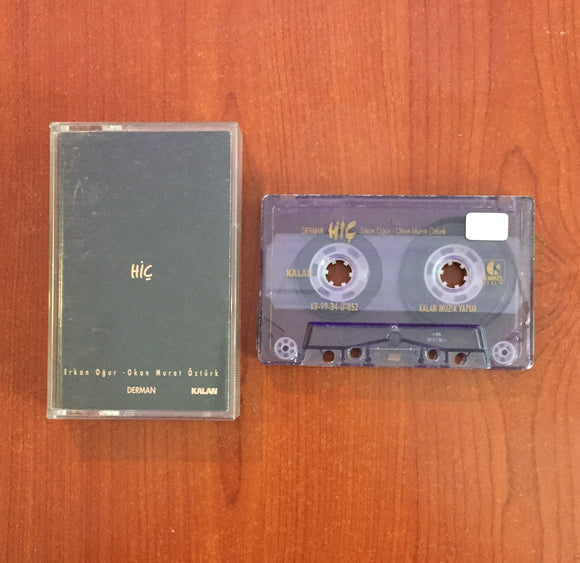 HİÇ
Erkan Oğur - Okan Murat Öztürk
DERMAN KALAN
DERMAN HİÇ Erkan Oğur - Okan Murat Öztürk
KALAN
KB-99-34-Ü-852 KALAN MÜZİK YAPIM